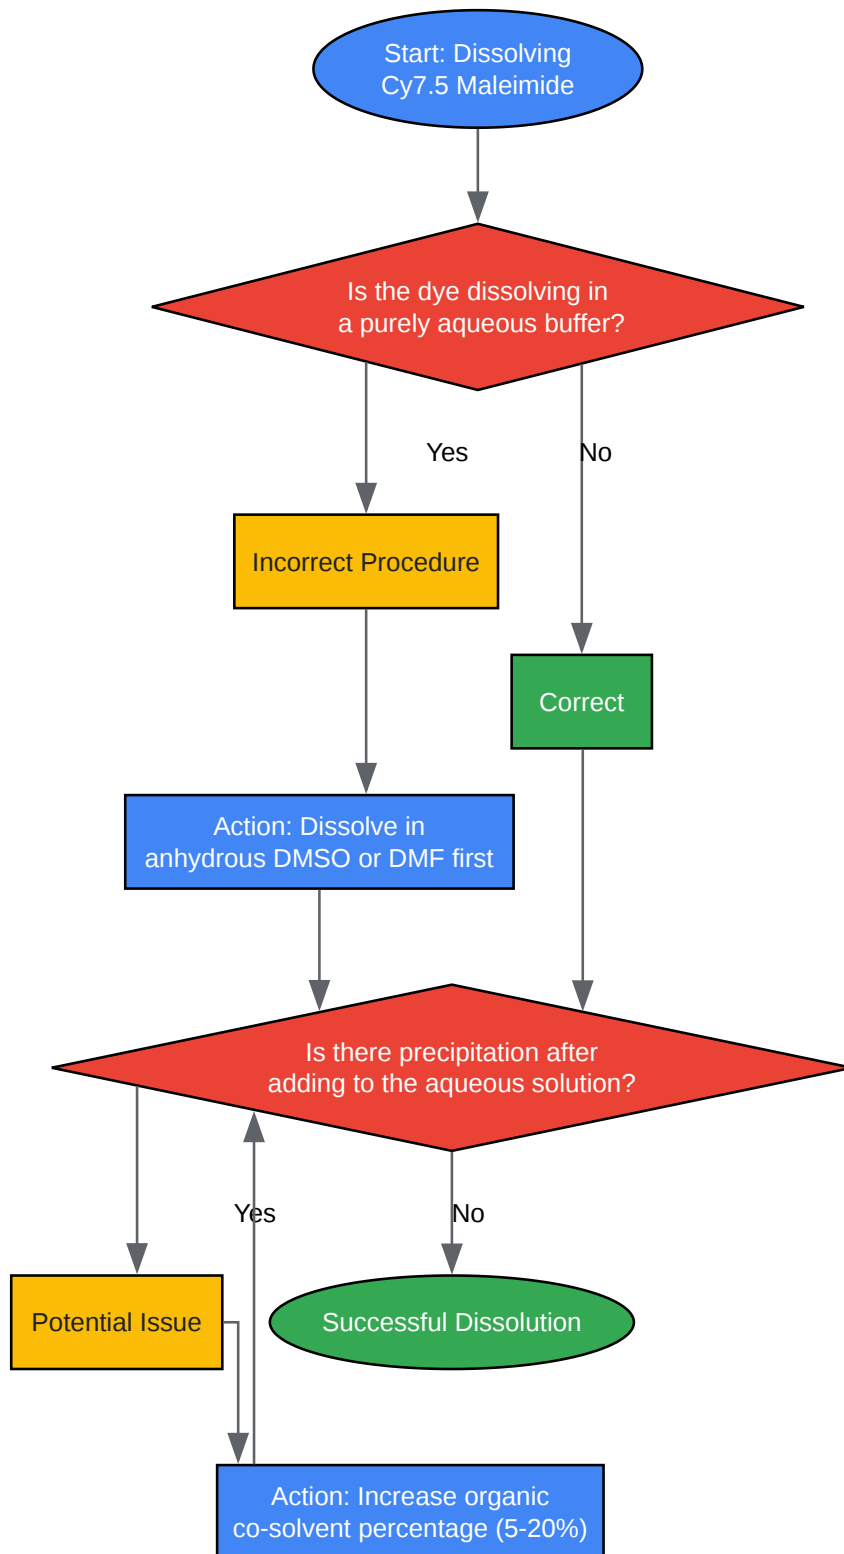 Start: Dissolving
Cy7.5 Maleimide
Is the dye dissolving in
a purely aqueous buffer?
Yes
No
Incorrect Procedure
Correct
Action: Dissolve in
anhydrous DMSO or DMF first
Is there precipitation after
adding to the aqueous solution?
Yes
No
Potential Issue
Successful Dissolution
Action: Increase organic
co-solvent percentage (5-20%)